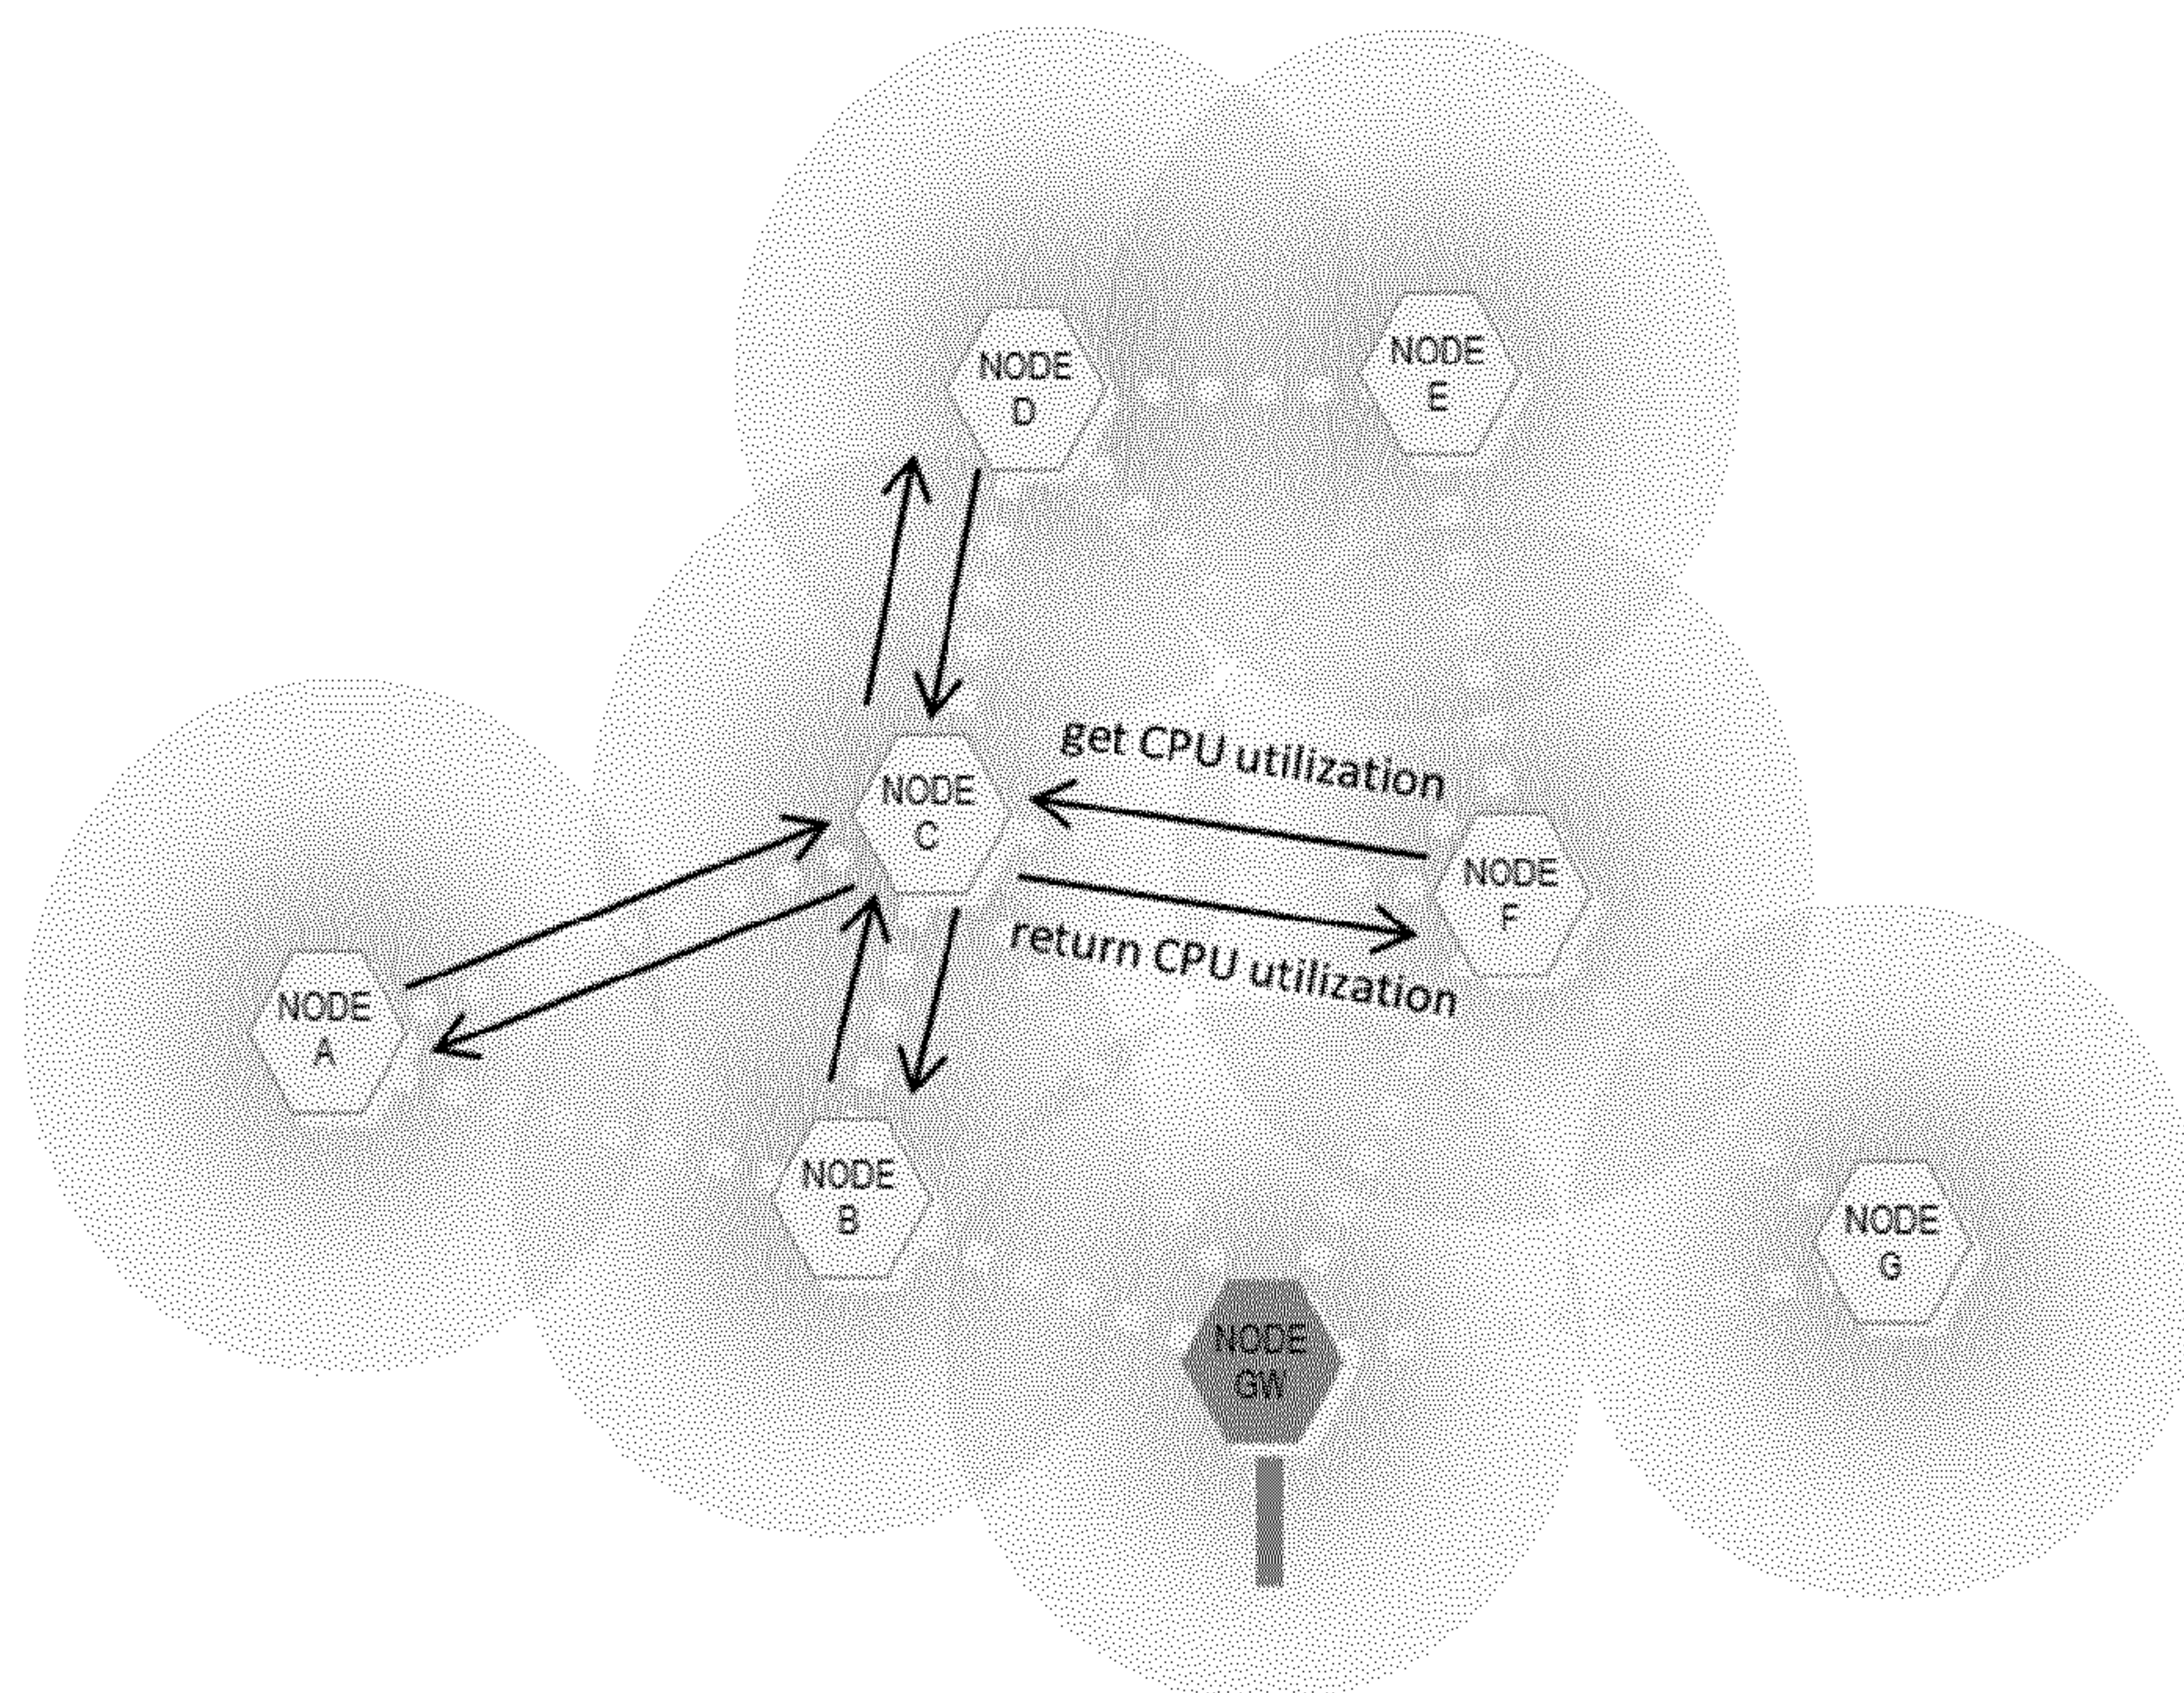 NODE
D
NODE
E
get CPU utilization
NODE
C
NODE
F
return CPU utilization
NODE
A
NODE
B
NODE
G
NODE
GW